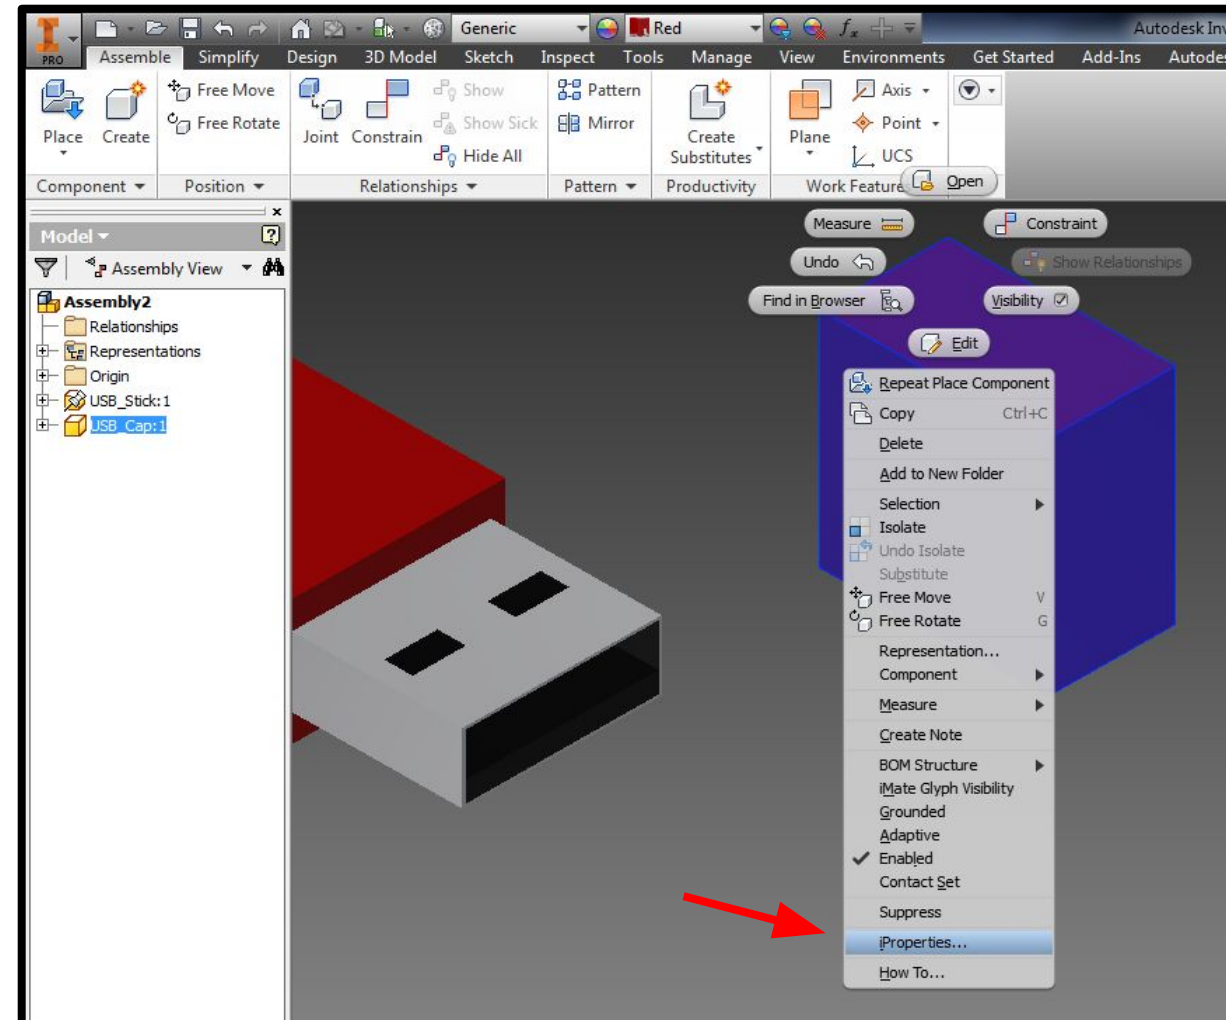 Generic
Red
fx
Autodesk Inv
PRO
Assemble
Simplify
Design
3D Model
Sketch
Inspect
Tools
Manage
View
Environments
Get Started
Add-Ins
Autodes
Place
Create
Free Move
Free Rotate
Joint
Constrain
Show
Show Sick
Hide All
Pattern
Mirror
Create
Substitutes
Plane
Axis
Point
UCS
Component
Position
Relationships
Pattern
Productivity
Work Feature
Open
Model
Assembly View
Assembly2
Relationships
Representations
Origin
USB_Stick:1
USB_Cap:1
Measure
Constraint
Undo
Show Relationships
Find in Browser
Visibility
Edit
Repeat Place Component
Copy Ctrl+C
Delete
Add to New Folder
Selection
Isolate
Undo Isolate
Substitute
Free Move V
Free Rotate G
Representation...
Component
Measure
Create Note
BOM Structure
iMate Glyph Visibility
Grounded
Adaptive
Enabled
Contact Set
Suppress
iProperties...
How To...